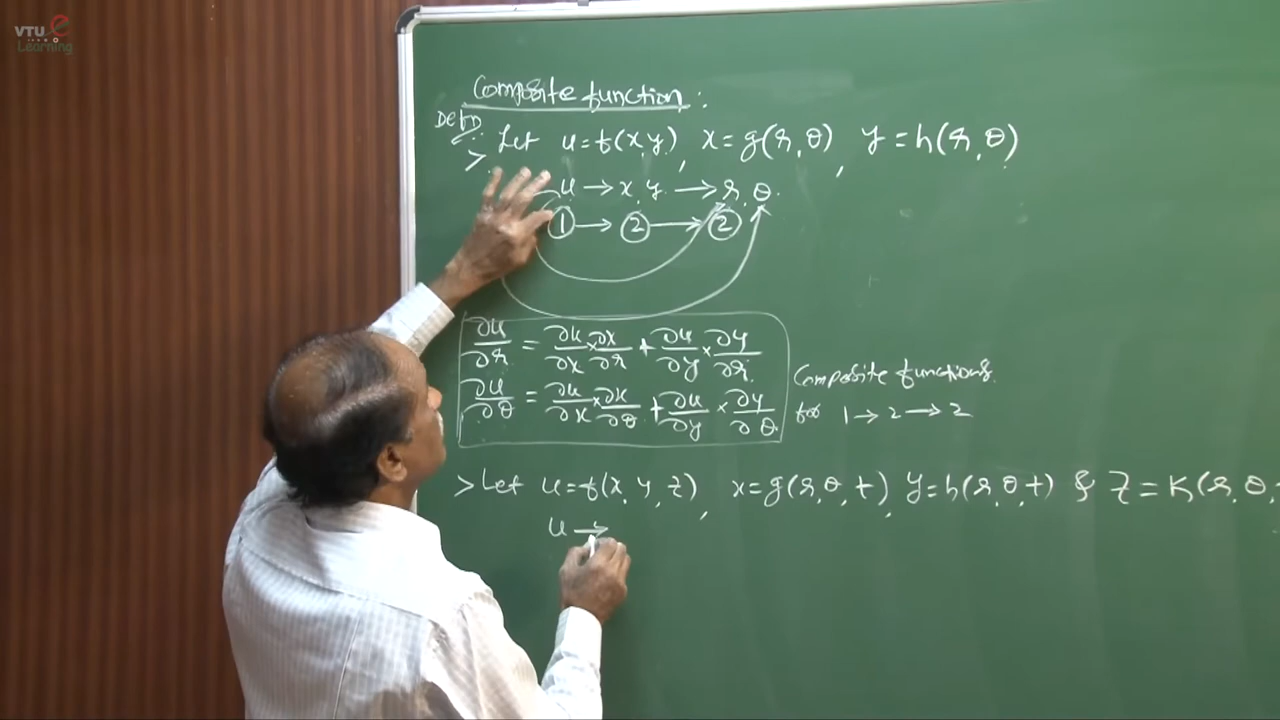 VTU e
Learning
Composite function :
Defn:
> Let u = f(x, y), x = g(r, θ), y = h(r, θ)
u → x, y → r, θ
① → ② → ②
∂u/∂r = ∂u/∂x × ∂x/∂r + ∂u/∂y × ∂y/∂r
∂u/∂θ = ∂u/∂x × ∂x/∂θ + ∂u/∂y × ∂y/∂θ
Composite functions
for 1 → 2 → 2
> Let u = f(x, y, z), x = g(r, θ, t), y = h(r, θ, t) & z = K(r, θ,
u →